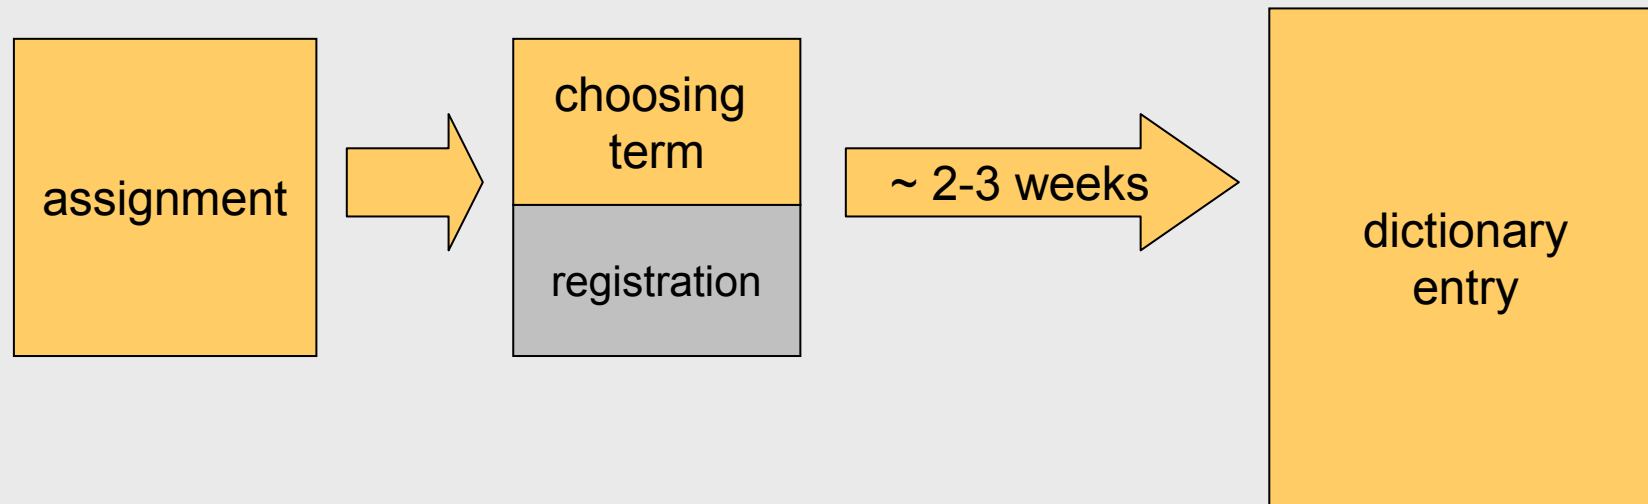 assignment
choosing
term
registration
~ 2-3 weeks
dictionary
entry